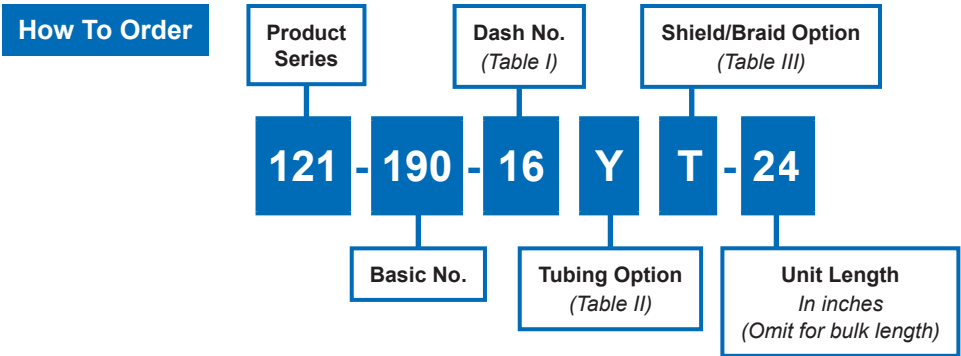 How To Order
Product
Series
Dash No.
(Table I)
Shield/Braid Option
(Table III)
121 - 190 - 16 Y T - 24
Basic No.
Tubing Option
(Table II)
Unit Length
In inches
(Omit for bulk length)